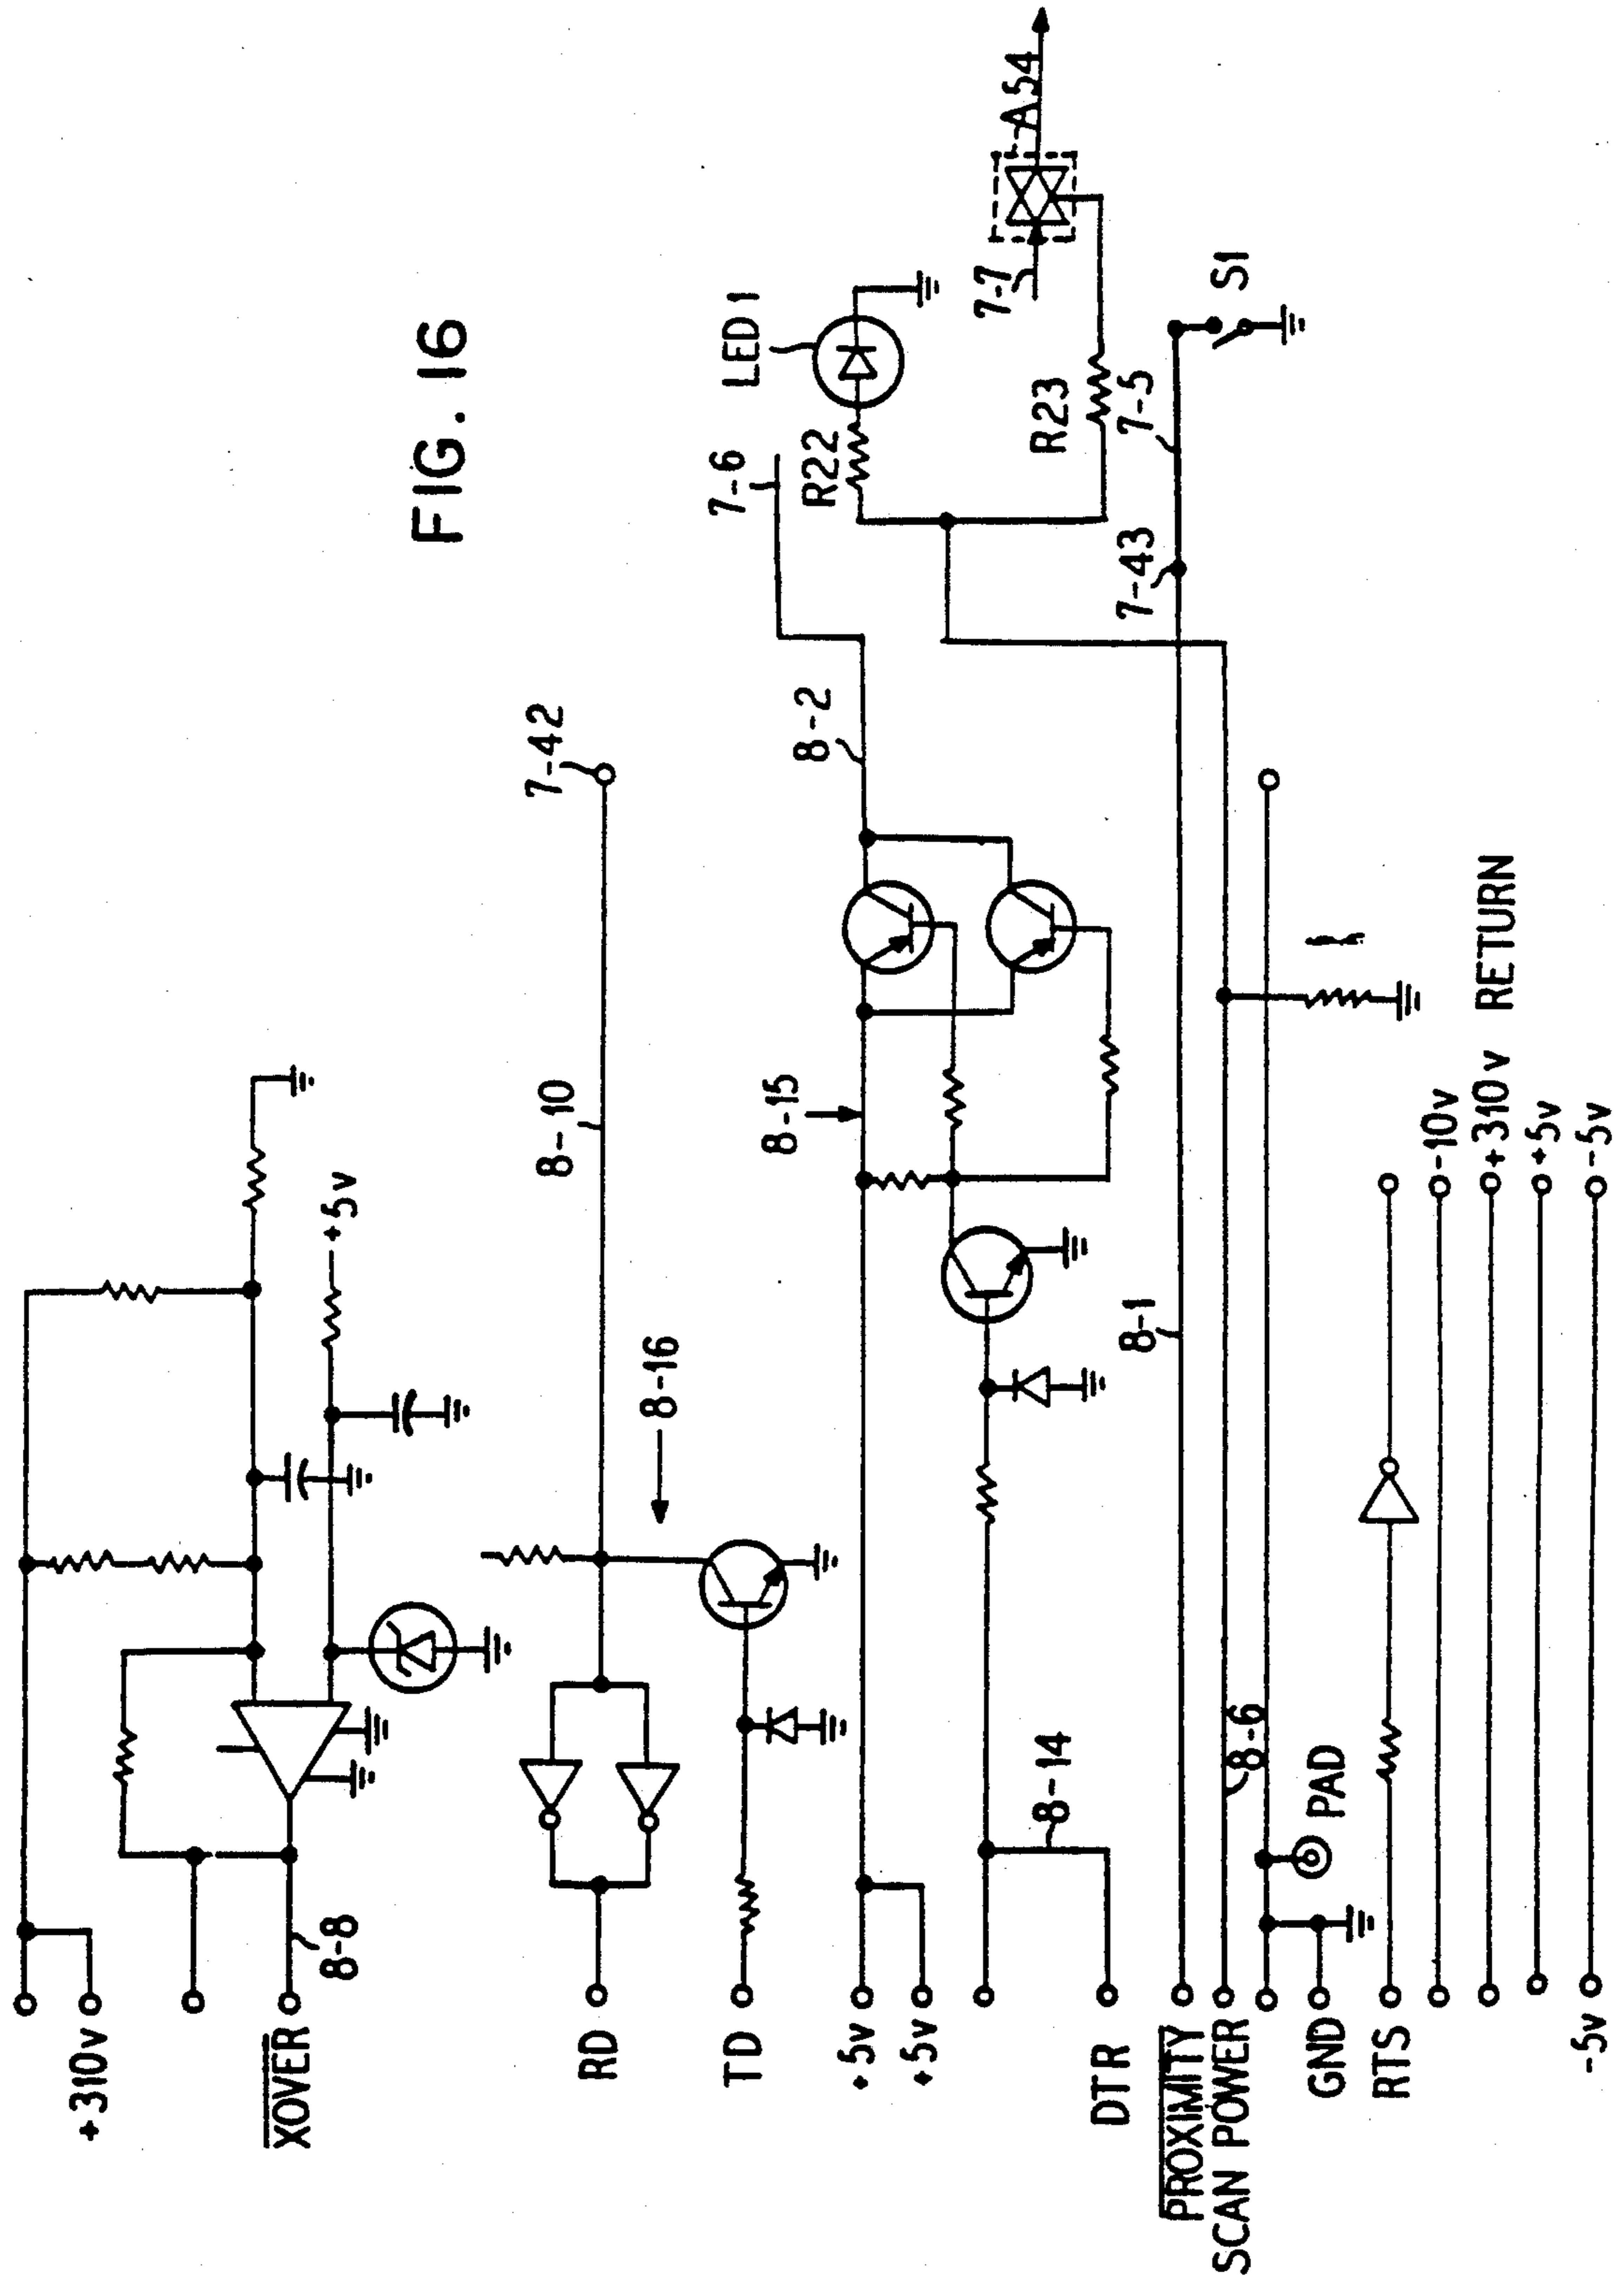 FIG. 16
+310v
XOVER
8-8
+5v
RD
TD
8-16
8-10
7-42
+5v
+5v
8-15
8-2
7-6
LED 1
R22
R23
7-7
A54
DTR
8-14
PROXIMITY
8-1
7-43
7-5
S1
SCAN POWER
8-6
GND
PAD
RTS
-10v
+310v RETURN
+5v
-5v
-5v